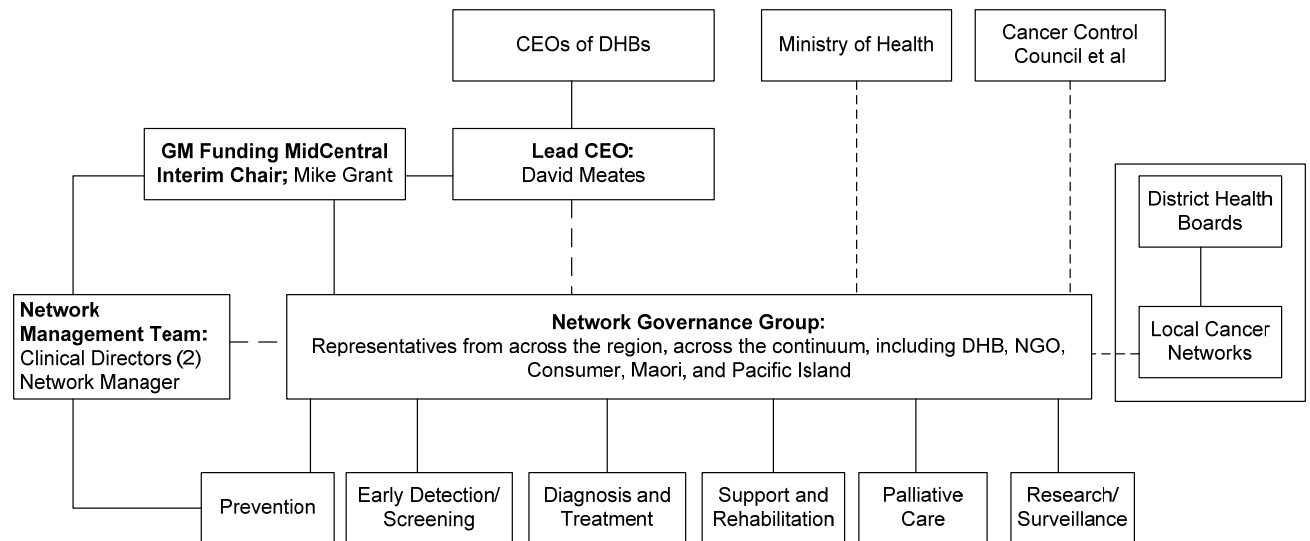 CEOs of DHBs
Ministry of Health
Cancer Control
Council et al
GM Funding MidCentral
Interim Chair; Mike Grant
Lead CEO:
David Meates
District Health
Boards
Network
Management Team:
Clinical Directors (2)
Network Manager
Network Governance Group:
Representatives from across the region, across the continuum, including DHB, NGO,
Consumer, Maori, and Pacific Island
Local Cancer
Networks
Prevention
Early Detection/
Screening
Diagnosis and
Treatment
Support and
Rehabilitation
Palliative
Care
Research/
Surveillance